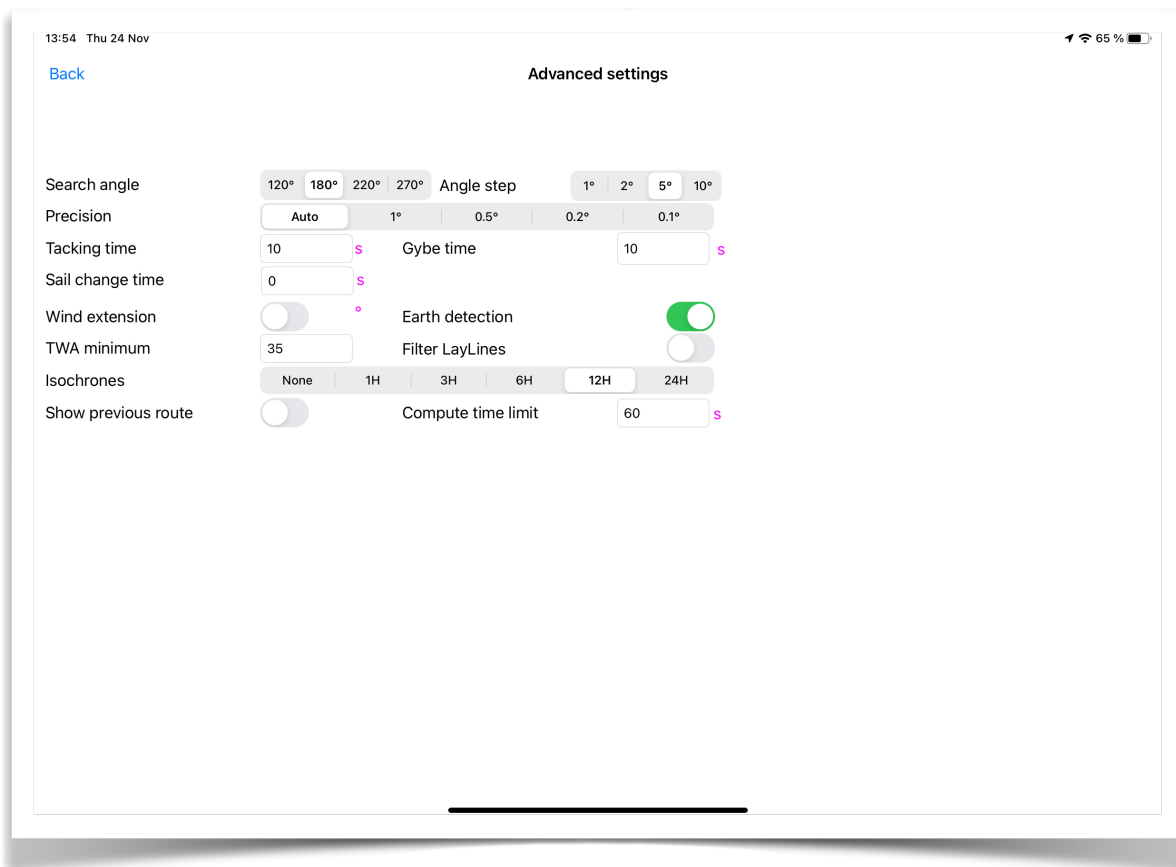 13:54 Thu 24 Nov 65 %
Back Advanced settings
Search angle 120° 180° 220° 270° Angle step 1° 2° 5° 10°
Precision Auto 1° 0.5° 0.2° 0.1°
Tacking time 10 s Gybe time 10 s
Sail change time 0 s
Wind extension ° Earth detection
TWA minimum 35 Filter LayLines
Isochrones None 1H 3H 6H 12H 24H
Show previous route Compute time limit 60 s